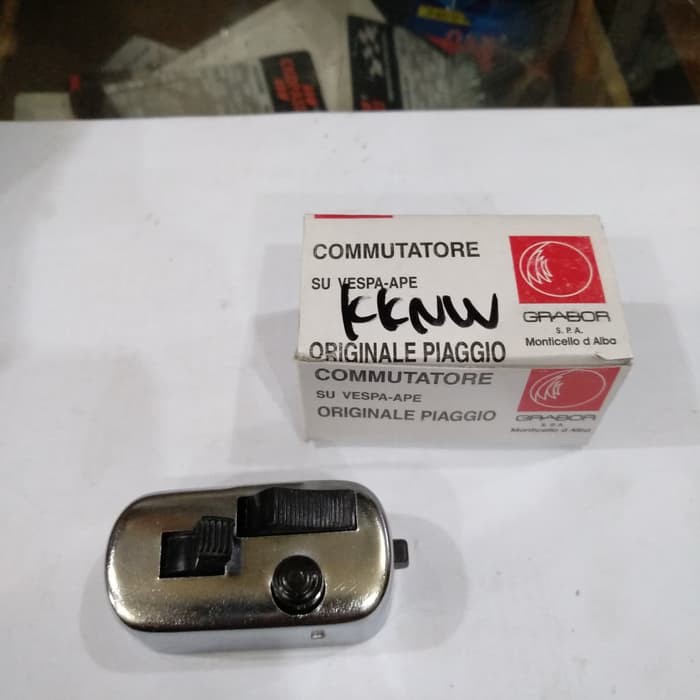 COMMUTATORE
SU VESPA-APE
KKNW
ORIGINALE PIAGGIO
GRABOR
S.P.A.
Monticello d Alba
COMMUTATORE
SU VESPA-APE
ORIGINALE PIAGGIO
GRABOR
S.P.A.
Monticello d Alba